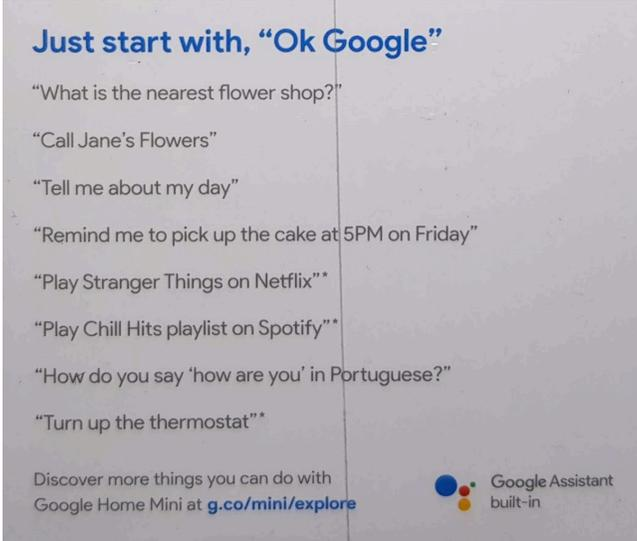 Just start with, “Ok Google”
“What is the nearest flower shop?”
“Call Jane’s Flowers”
“Tell me about my day”
“Remind me to pick up the cake at 5PM on Friday”
“Play Stranger Things on Netflix”*
“Play Chill Hits playlist on Spotify”*
“How do you say ‘how are you’ in Portuguese?”
“Turn up the thermostat”*
Discover more things you can do with
Google Home Mini at g.co/mini/explore
Google Assistant
built-in